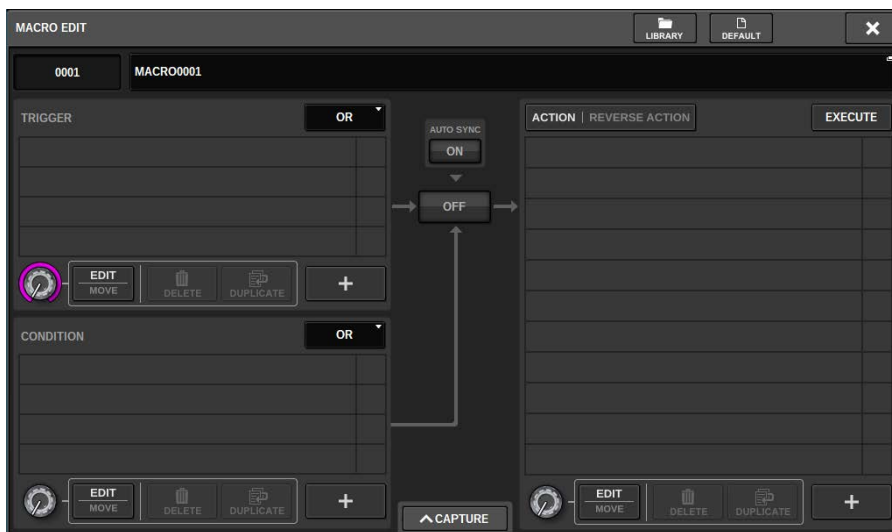 MACRO EDIT
LIBRARY
DEFAULT
0001
MACRO0001
TRIGGER
OR
AUTO SYNC
ON
OFF
ACTION | REVERSE ACTION
EXECUTE
EDIT
MOVE
DELETE
DUPLICATE
+
CONDITION
OR
EDIT
MOVE
DELETE
DUPLICATE
+
CAPTURE
EDIT
MOVE
DELETE
DUPLICATE
+